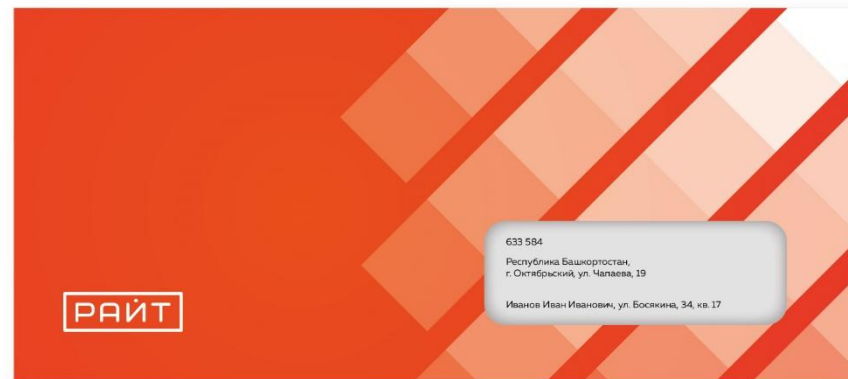 633 584
Республика Башкортостан,
г. Октябрьский, ул. Чапаева, 19
Иванов Иван Иванович, ул. Босякина, 34, кв. 17
РАЙТ